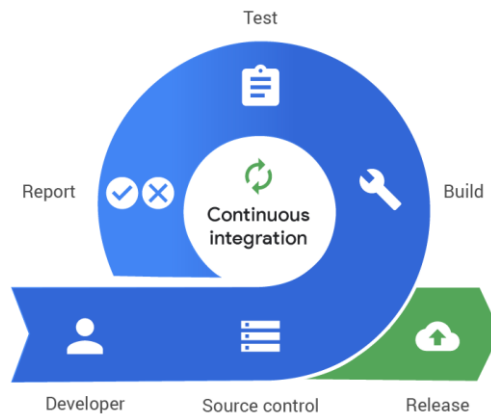 Test
Report
Build
Continuous
integration
Developer
Source control
Release